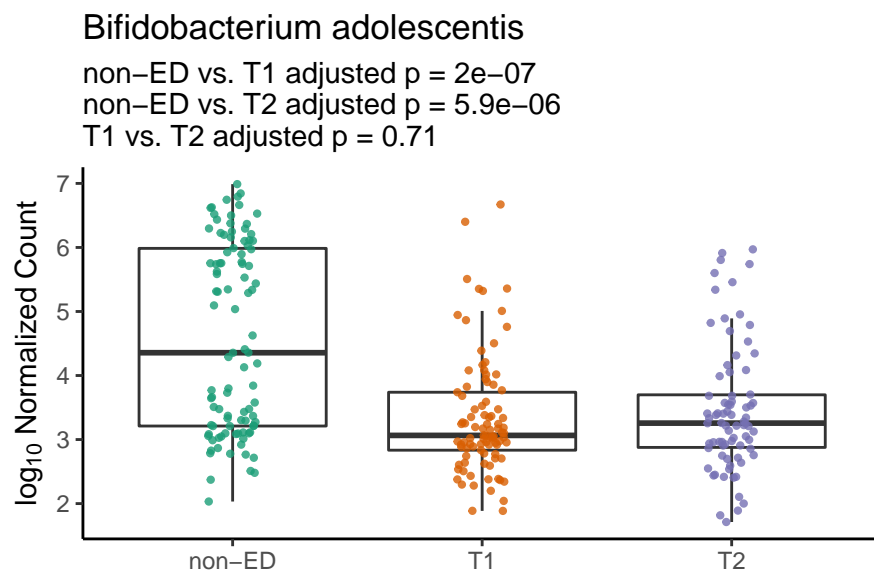 Bifidobacterium adolescentis
non−ED vs. T1 adjusted p = 2e−07
non−ED vs. T2 adjusted p = 5.9e−06
T1 vs. T2 adjusted p = 0.71
log₁₀ Normalized Count
7
6
5
4
3
2
non−ED T1 T2